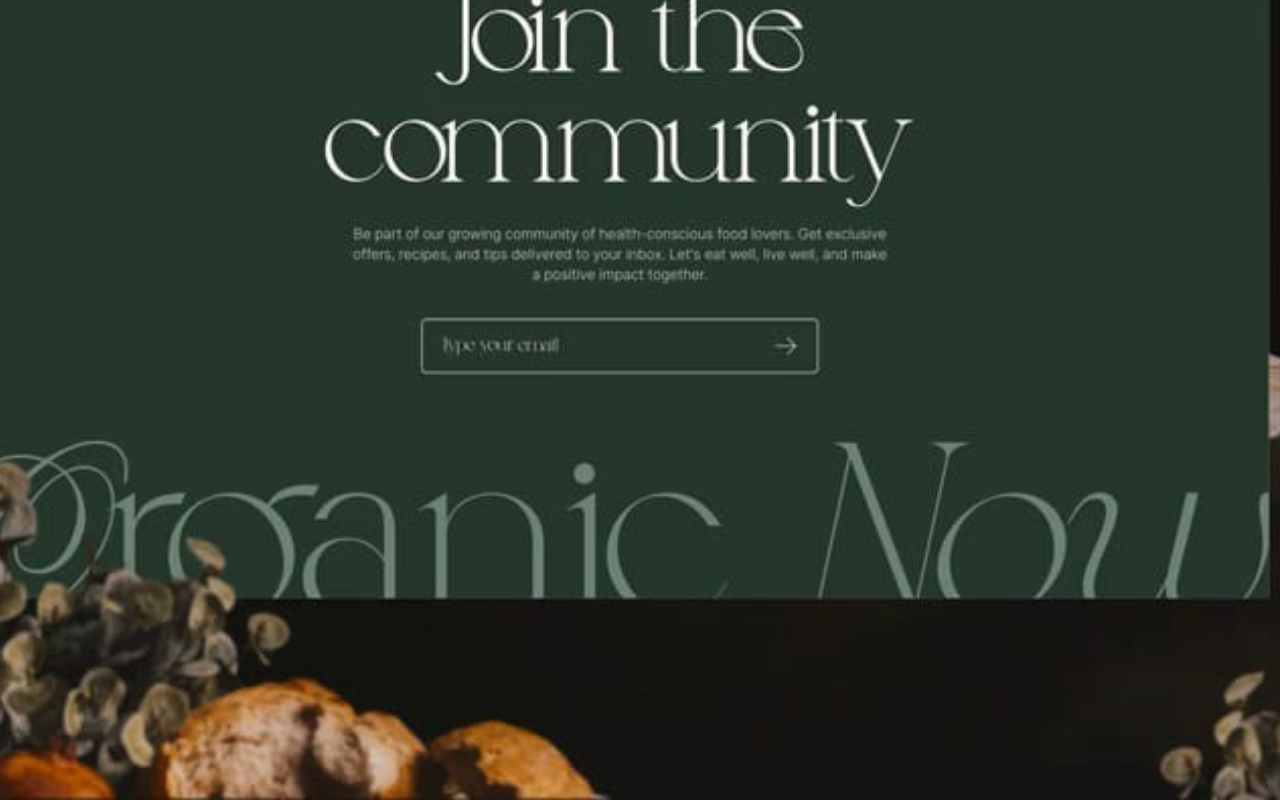 Join the
community
Be part of our growing community of health-conscious food lovers. Get exclusive
offers, recipes, and tips delivered to your inbox. Let's eat well, live well, and make
a positive impact together.
Type your email
Organic Now